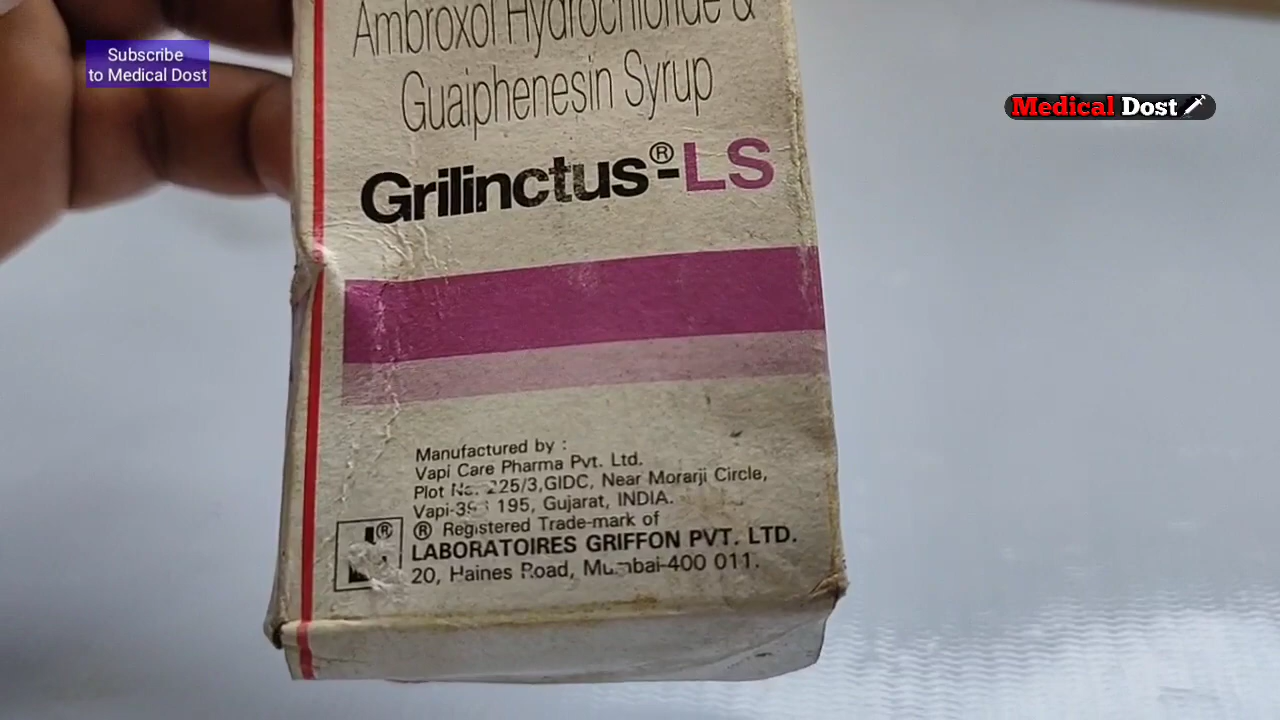 Subscribe
to Medical Dost
Medical Dost
Ambroxol Hydrochloride &
Guaiphenesin Syrup
Grilinctus®-LS
Manufactured by :
Vapi Care Pharma Pvt. Ltd.
Plot No. 225/3,GIDC, Near Morarji Circle,
195, Gujarat, INDIA.
® Registered Trade-mark of
LABORATOIRES GRIFFON PVT. LTD.
20, Haines Road, Mumbai-400 011.
®